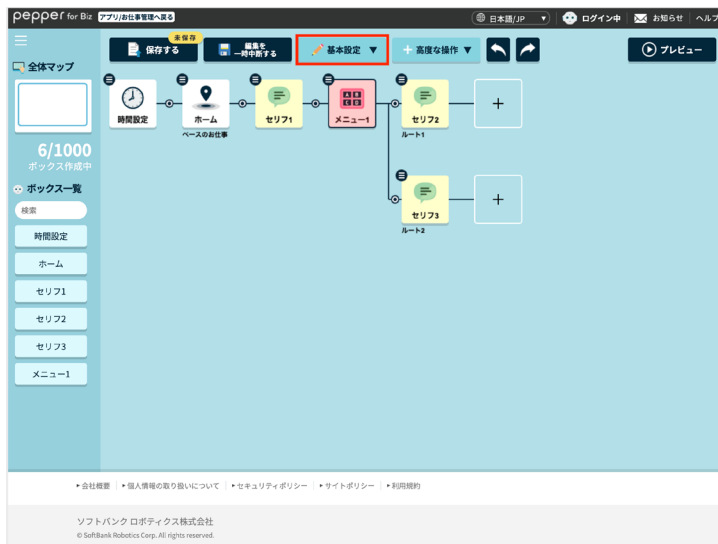 pepper for Biz アプリ/お仕事管理へ戻る 日本語/JP ▼ ログイン中 お知らせ ヘルプ
未保存
保存する 編集を一時中断する 基本設定 ▼ + 高度な操作 ▼ プレビュー
全体マップ
6/1000
ボックス作成中
ボックス一覧
検索
時間設定
ホーム
セリフ1
セリフ2
セリフ3
メニュー1
時間設定 ホーム セリフ1 メニュー1 セリフ2 +
ベースのお仕事 ルート1
A B
C D
セリフ3 +
ルート2
▶会社概要 ▶個人情報の取り扱いについて ▶セキュリティポリシー ▶サイトポリシー ▶利用規約
ソフトバンク ロボティクス株式会社
© SoftBank Robotics Corp. All rights reserved.